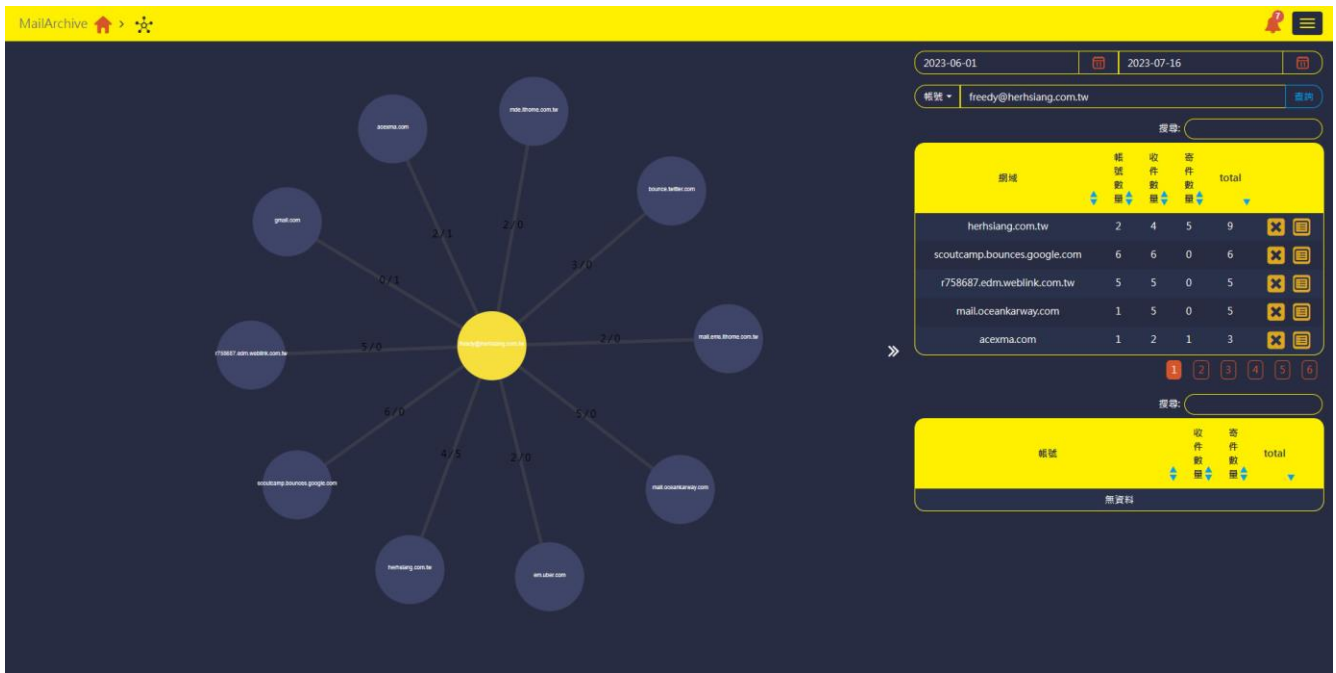 MailArchive
7
2023-06-01 2023-07-16
帳號 freedy@herhsiang.com.tw 查詢
搜尋:
網域 帳號數量 收件數量 寄件數量 total
herhsiang.com.tw 2 4 5 9
scoutcamp.bounces.google.com 6 6 0 6
r758687.edm.weblink.com.tw 5 5 0 5
mail.oceankarway.com 1 5 0 5
acexma.com 1 2 1 3
1 2 3 4 5 6
搜尋:
帳號 收件數量 寄件數量 total
無資料
mde.ithome.com.tw
acexma.com
bounce.twitter.com
gmail.com
2/1
2/0
3/0
0/1
mail.ems.ithome.com.tw
2/0
freedy@herhsiang.com.tw
5/0
r758687.edm.weblink.com.tw
6/0
5/0
4/5
2/0
scoutcamp.bounces.google.com
mail.oceankarway.com
herhsiang.com.tw
em.uber.com